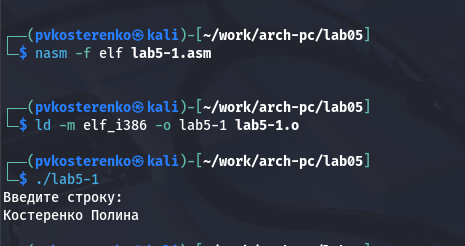 ┌──(pvkosterenko㉿kali)-[~/work/arch-pc/lab05]
└─$ nasm -f elf lab5-1.asm
┌──(pvkosterenko㉿kali)-[~/work/arch-pc/lab05]
└─$ ld -m elf_i386 -o lab5-1 lab5-1.o
┌──(pvkosterenko㉿kali)-[~/work/arch-pc/lab05]
└─$ ./lab5-1
Введите строку:
Костеренко Полина